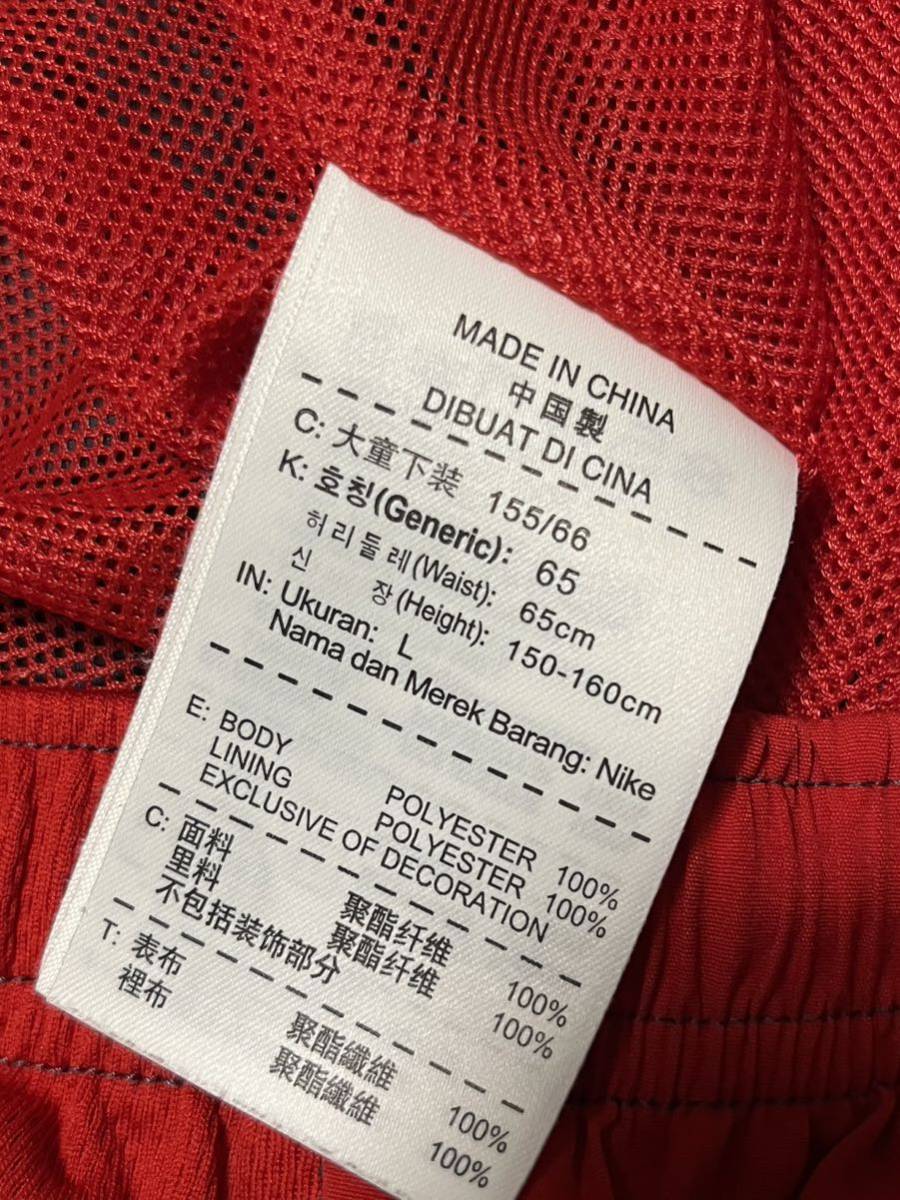 MADE IN CHINA
中国製
DIBUAT DI CINA
C: 大童下装 155/66
K: 호칭(Generic): 65
허리둘레(Waist): 65cm
신 장(Height): 150-160cm
IN: Ukuran: L
Nama dan Merek Barang: Nike
E: BODY POLYESTER 100%
LINING POLYESTER 100%
EXCLUSIVE OF DECORATION
C: 面料 聚酯纤维 100%
里料 聚酯纤维 100%
不包括装饰部分
T: 表布 聚酯纖維 100%
裡布 聚酯纖維 100%